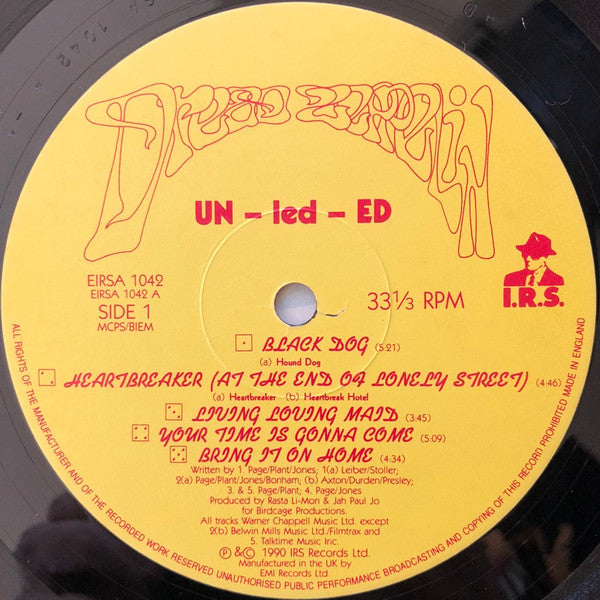 DREAD ZEPPELIN
UN – led – ED
EIRSA 1042
EIRSA 1042 A
SIDE 1
MCPS/BIEM
33⅓ RPM
I.R.S.
BLACK DOG (5:21)
(a) Hound Dog
HEARTBREAKER (AT THE END OF LONELY STREET) (4:46)
(a) Heartbreaker (b) Heartbreak Hotel
LIVING LOVING MAID (3:45)
YOUR TIME IS GONNA COME (5:09)
BRING IT ON HOME (4:34)
Written by 1. Page/Plant/Jones; 1(a) Leiber/Stoller;
2(a) Page/Plant/Jones/Bonham; (b) Axton/Durden/Presley;
3. & 5. Page/Plant; 4. Page/Jones
Produced by Rasta Li-Mon & Jah Paul Jo
for Birdcage Productions.
All tracks Warner Chappell Music Ltd. except
2(b) Belwin Mills Music Ltd./Filmtrax and
5. Talktime Music Inc.
℗ &© 1990 IRS Records Ltd.
Manufactured in the UK by
EMI Records Ltd.
ALL RIGHTS OF THE MANUFACTURER AND OF THE RECORDED WORK RESERVED UNAUTHORISED PUBLIC PERFORMANCE BROADCASTING AND COPYING OF THIS RECORD PROHIBITED MADE IN ENGLAND